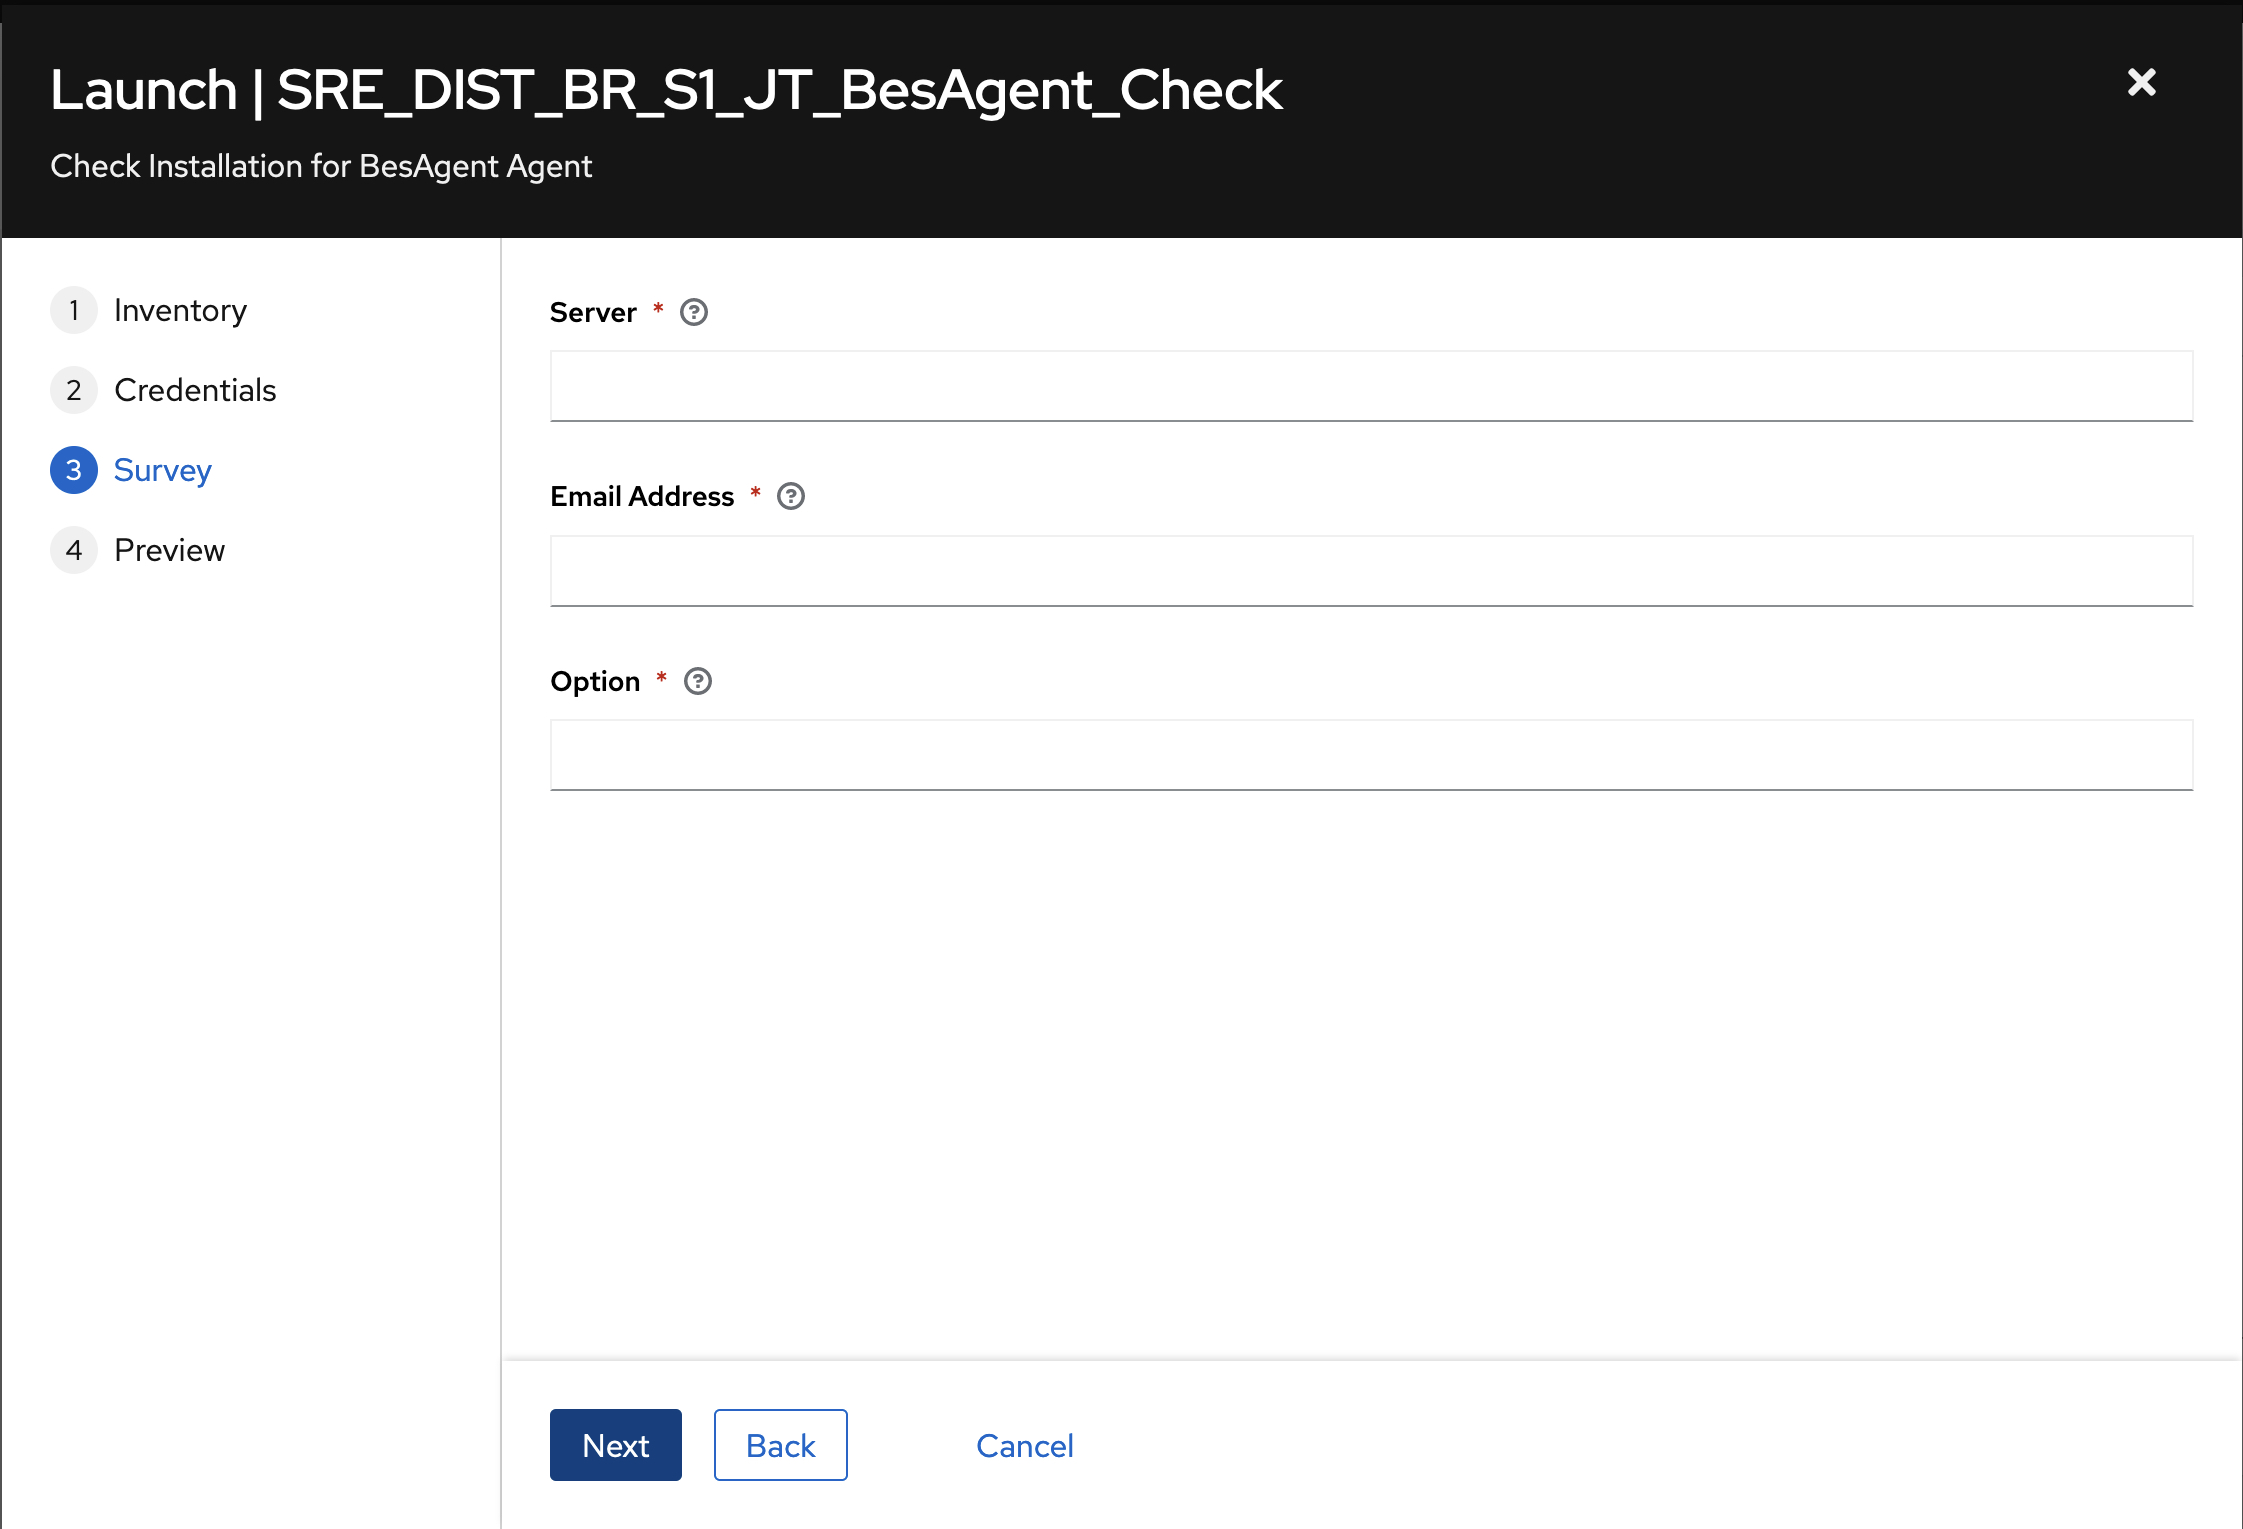 Launch | SRE_DIST_BR_S1_JT_BesAgent_Check
Check Installation for BesAgent Agent
1 Inventory
2 Credentials
3 Survey
4 Preview
Server *
Email Address *
Option *
Next Back Cancel